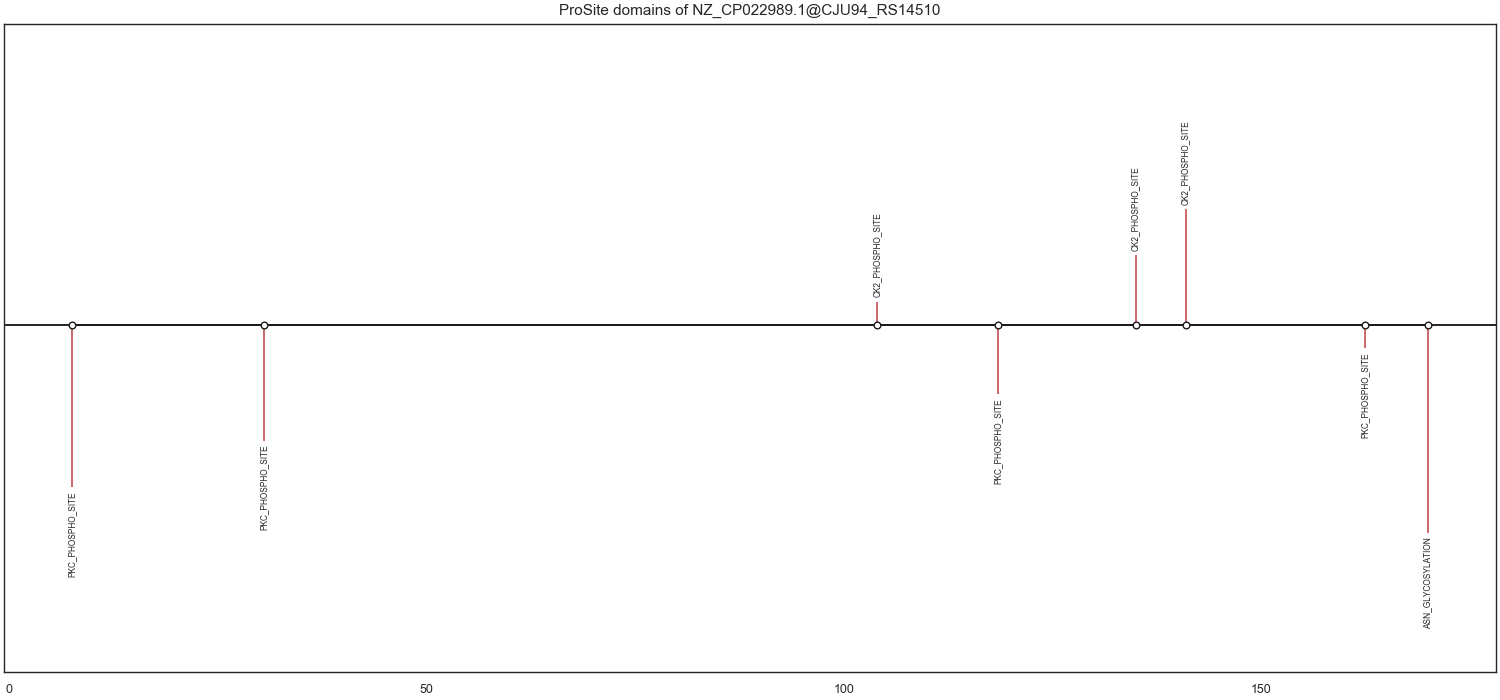 ProSite domains of NZ_CP022989.1@CJU94_RS14510
CK2_PHOSPHO_SITE
CK2_PHOSPHO_SITE
CK2_PHOSPHO_SITE
PKC_PHOSPHO_SITE
PKC_PHOSPHO_SITE
PKC_PHOSPHO_SITE
PKC_PHOSPHO_SITE
ASN_GLYCOSYLATION
0 50 100 150